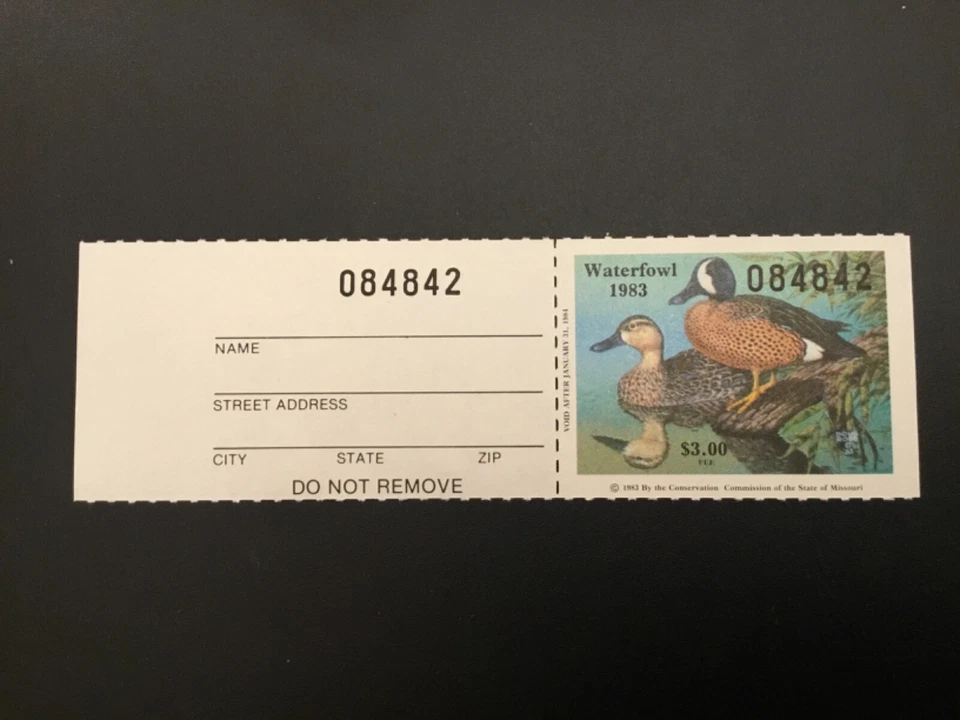 084842
NAME
STREET ADDRESS
CITY STATE ZIP
DO NOT REMOVE
VOID AFTER JANUARY 31, 1984
Waterfowl
1983
084842
$3.00
FEE
© 1983 By the Conservation Commission of the State of Missouri